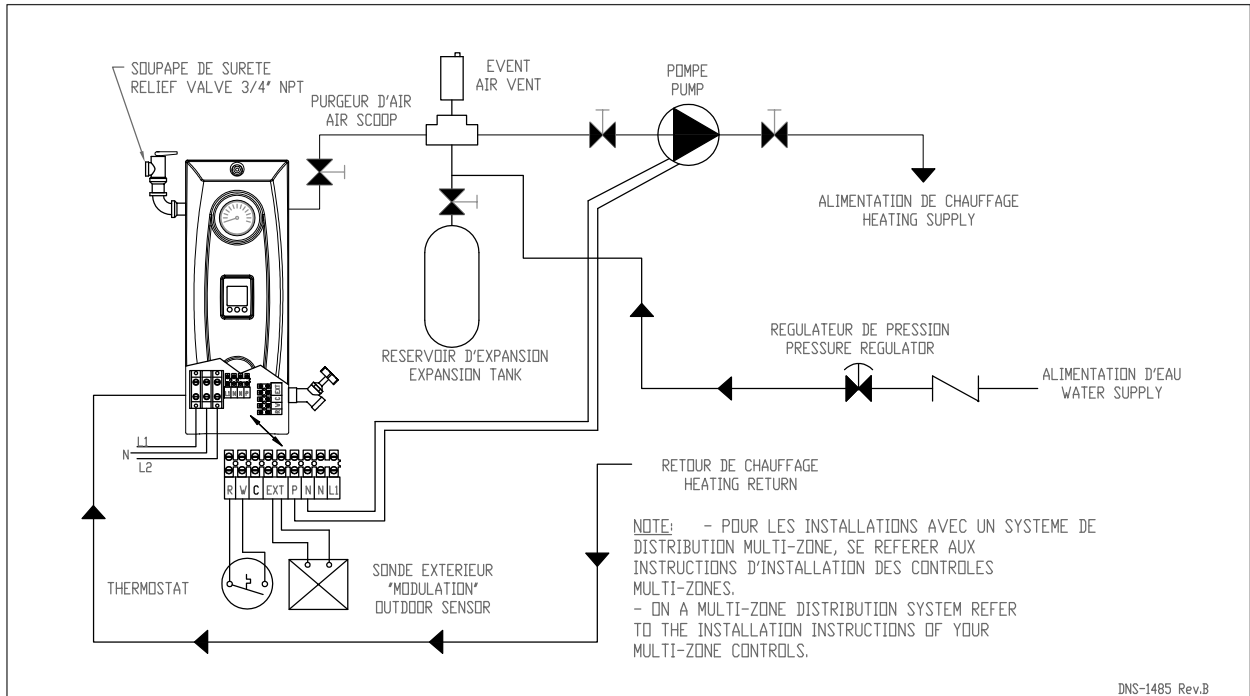 SOUPAPE DE SURETE
RELIEF VALVE 3/4" NPT
PURGEUR D'AIR
AIR SCOOP
EVENT
AIR VENT
POMPE
PUMP
ALIMENTATION DE CHAUFFAGE
HEATING SUPPLY
RESERVOIR D'EXPANSION
EXPANSION TANK
REGULATEUR DE PRESSION
PRESSURE REGULATOR
ALIMENTATION D'EAU
WATER SUPPLY
L1 N N P
R W C EXT
L1
N
L2
R W C EXT P N N L1
RETOUR DE CHAUFFAGE
HEATING RETURN
THERMOSTAT
SONDE EXTERIEUR
"MODULATION"
OUTDOOR SENSOR
NOTE: - POUR LES INSTALLATIONS AVEC UN SYSTEME DE
DISTRIBUTION MULTI-ZONE, SE REFERER AUX
INSTRUCTIONS D'INSTALLATION DES CONTROLES
MULTI-ZONES.
- ON A MULTI-ZONE DISTRIBUTION SYSTEM REFER
TO THE INSTALLATION INSTRUCTIONS OF YOUR
MULTI-ZONE CONTROLS.
DNS-1485 Rev.B